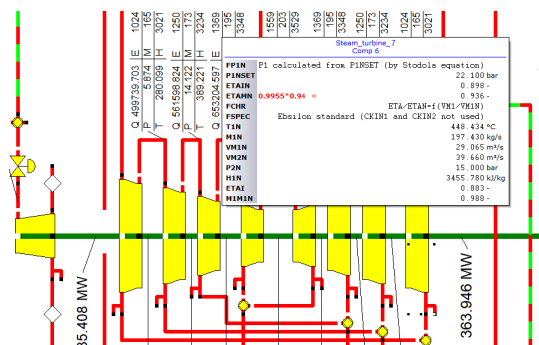 1024
165
3021
1250
173
3234
1369
195
3348
1559
203
3529
1369
195
3348
1250
173
3234
1024
165
3021
Q 499739.703 E
P 5.874 M
T 280.099 H
Q 561598.824 E
P 14.122 M
T 389.221 H
Q 653204.597 E
Steam_turbine_7
Comp 6
FP1N P1 calculated from P1NSET (by Stodola equation)
P1NSET 22.100 bar
ETAIN 0.898 -
ETAMN 0.9955*0.94 = 0.936 -
FCHR ETA/ETAN=f(VM1/VM1N)
FSPEC Ebsilon standard (CKIN1 and CKIN2 not used)
T1N 448.434 °C
M1N 197.430 kg/s
VM1N 29.065 m³/s
VM2N 39.660 m³/s
P2N 15.000 bar
H1N 3455.780 kJ/kg
ETAI 0.883 -
M1M1N 0.988 -
35.408 MW
363.946 MW